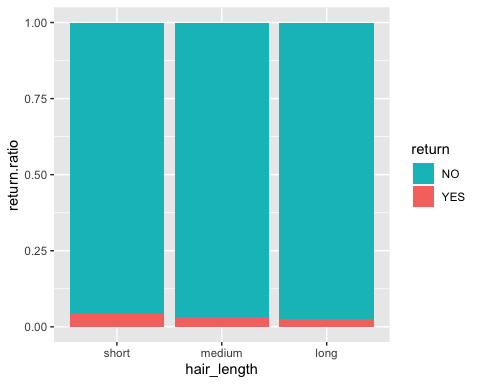 return.ratio
1.00
0.75
0.50
0.25
0.00
short medium long
hair_length
return
NO
YES